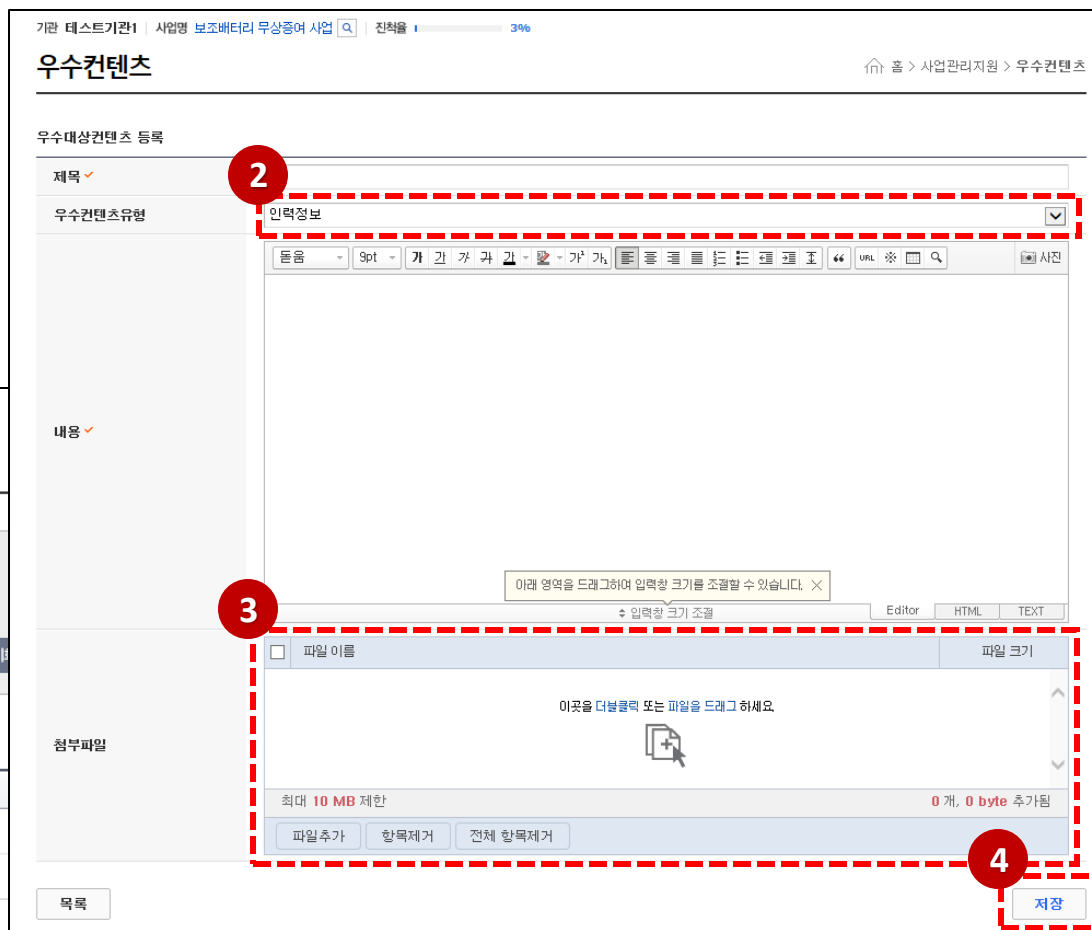 기관 테스트기관1 | 사업명 보조배터리 무상증여 사업 | 진척율 3%
우수컨텐츠
홈 > 사업관리지원 > 우수컨텐츠
우수대상컨텐츠 등록
제목
2
우수컨텐츠유형
인력정보
돋움 9pt 가 가 가 가 가 가² 가₁ URL 사진
내용
아래 영역을 드래그하여 입력창 크기를 조절할 수 있습니다.
입력창 크기 조절
Editor HTML TEXT
3
파일 이름 파일 크기
이곳을 더블클릭 또는 파일을 드래그 하세요.
첨부파일
최대 10 MB 제한 0 개, 0 byte 추가됨
파일추가 항목제거 전체 항목제거
4
목록 저장